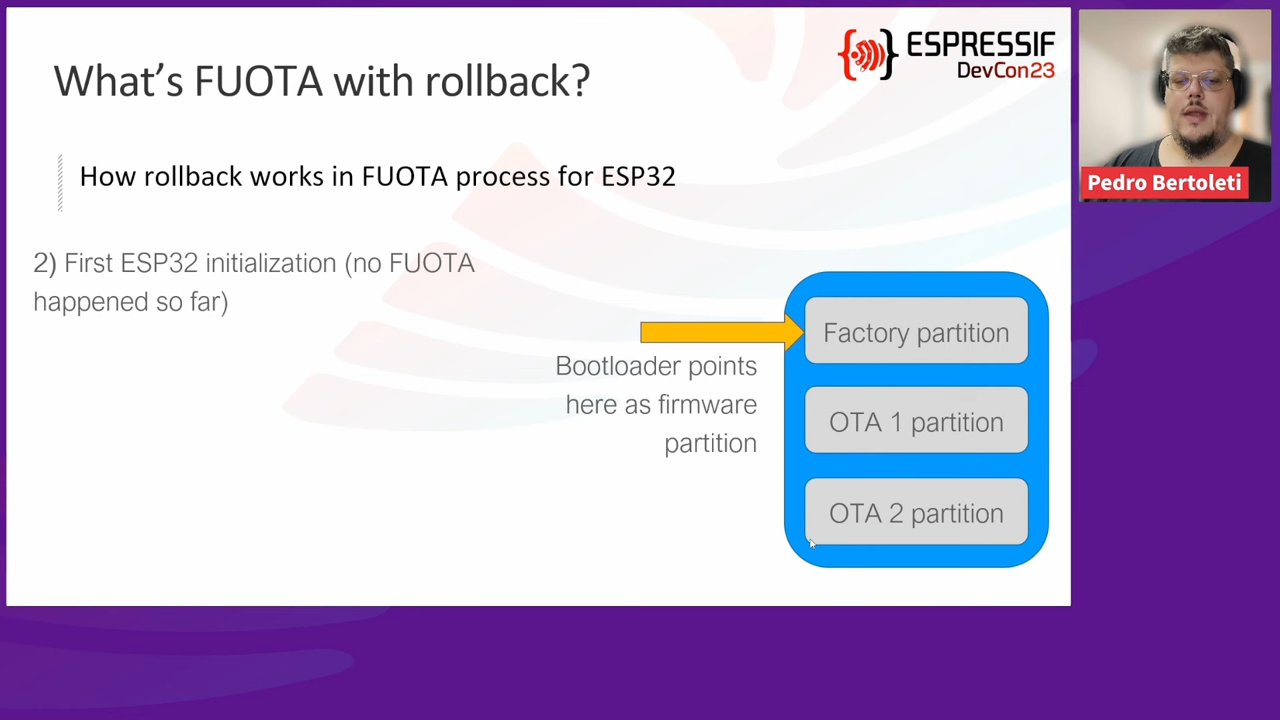 What's FUOTA with rollback?
ESPRESSIF
DevCon23
How rollback works in FUOTA process for ESP32
2) First ESP32 initialization (no FUOTA
happened so far)
Bootloader points
here as firmware
partition
Factory partition
OTA 1 partition
OTA 2 partition
Pedro Bertoleti